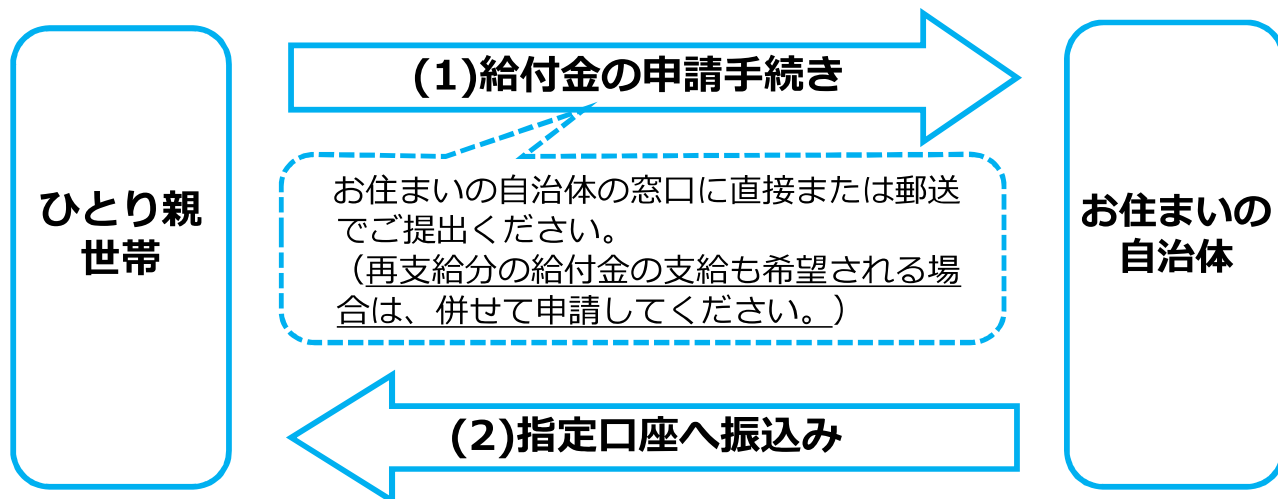 (1)給付金の申請手続き
ひとり親
世帯
お住まいの自治体の窓口に直接または郵送
でご提出ください。
（再支給分の給付金の支給も希望される場
合は、併せて申請してください。）
お住まいの
自治体
(2)指定口座へ振込み